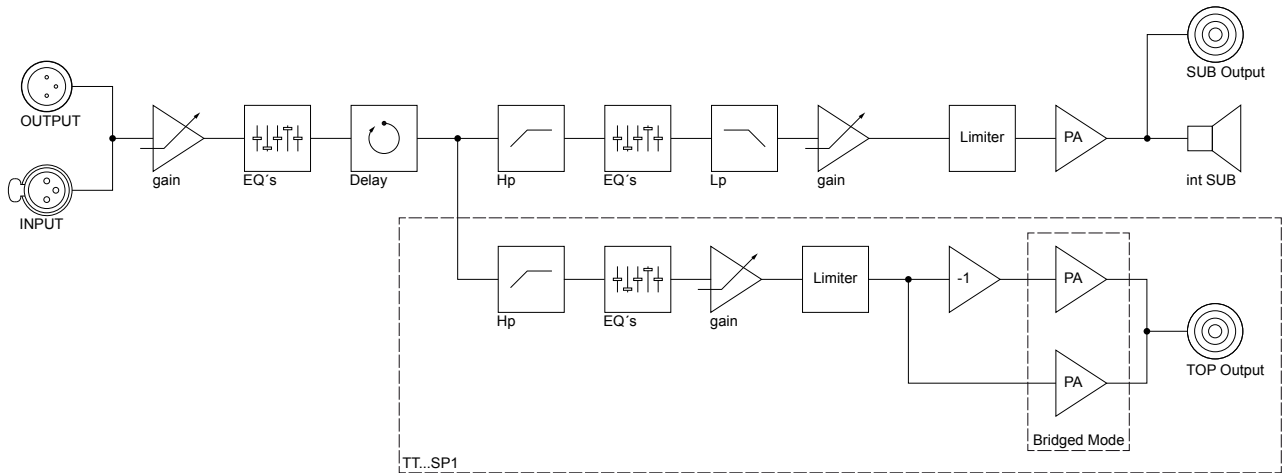 SUB Output
OUTPUT
gain
EQ´s
Delay
Hp
EQ´s
Lp
gain
Limiter
PA
int SUB
INPUT
Hp
EQ´s
gain
Limiter
-1
PA
PA
TOP Output
Bridged Mode
TT...SP1